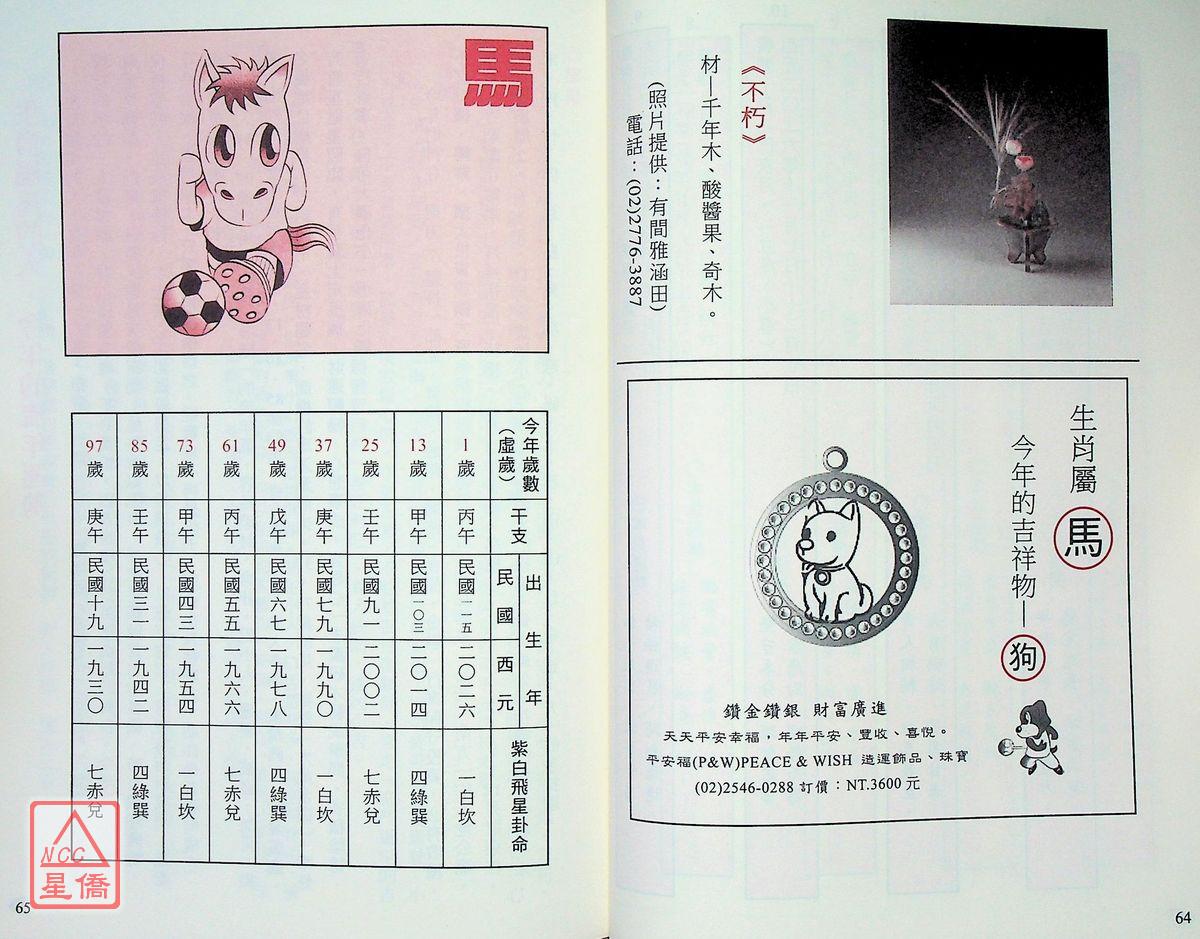 《不朽》
材—千年木、酸醬果、奇木。
(照片提供：有間雅涵田)
電話：(02)2776-3887
生肖屬馬
今年的吉祥物—狗
鑽金鑽銀 財富廣進
天天平安幸福，年年平安、豐收、喜悅。
平安福(P&W)PEACE & WISH 造運飾品、珠寶
(02)2546-0288 訂價：NT.3600 元
64
馬
今年歲數（虛歲） 干支 出生年 民國 西元 紫白飛星卦命
1歲 丙午 民國一一五 二〇二六 一白坎
13歲 甲午 民國一〇三 二〇一四 四綠巽
25歲 壬午 民國九一 二〇〇二 七赤兌
37歲 庚午 民國七九 一九九〇 一白坎
49歲 戊午 民國六七 一九七八 四綠巽
61歲 丙午 民國五五 一九六六 七赤兌
73歲 甲午 民國四三 一九五四 一白坎
85歲 壬午 民國三一 一九四二 四綠巽
97歲 庚午 民國十九 一九三〇 七赤兌
65
NCC
星僑